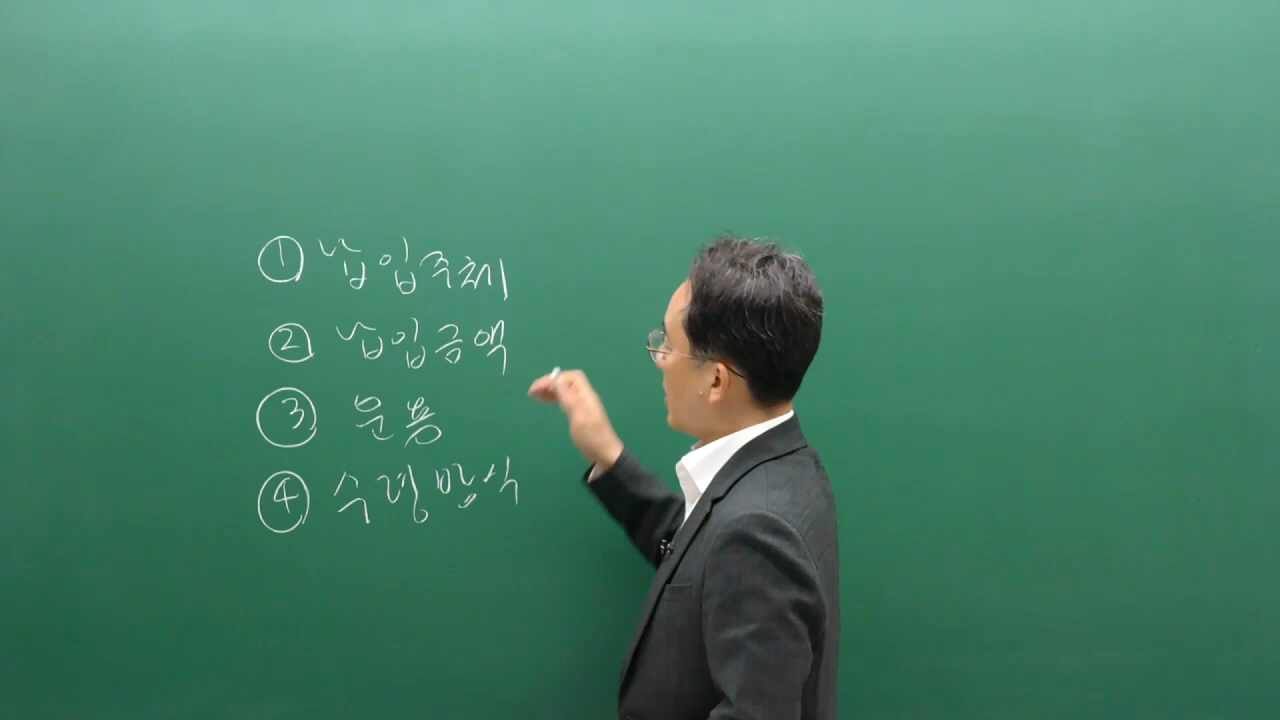 ① 납입주체
② 납입금액
③ 운용
④ 수령방식